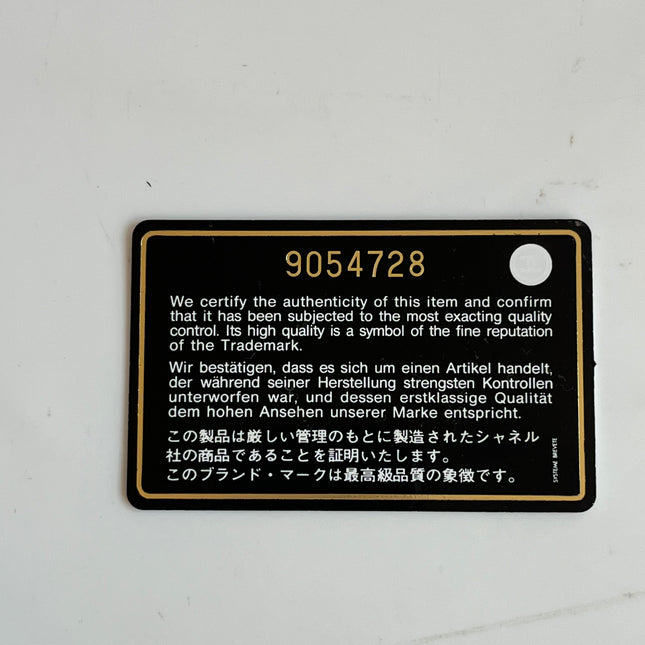 9054728
We certify the authenticity of this item and confirm
that it has been subjected to the most exacting quality
control. Its high quality is a symbol of the fine reputation
of the Trademark.
Wir bestätigen, dass es sich um einen Artikel handelt,
der während seiner Herstellung strengsten Kontrollen
unterworfen war, und dessen erstklassige Qualität
dem hohen Ansehen unserer Marke entspricht.
この製品は厳しい管理のもとに製造されたシャネル
社の商品であることを証明いたします。
このブランド・マークは最高級品質の象徴です。
SYSTEME BREVETE